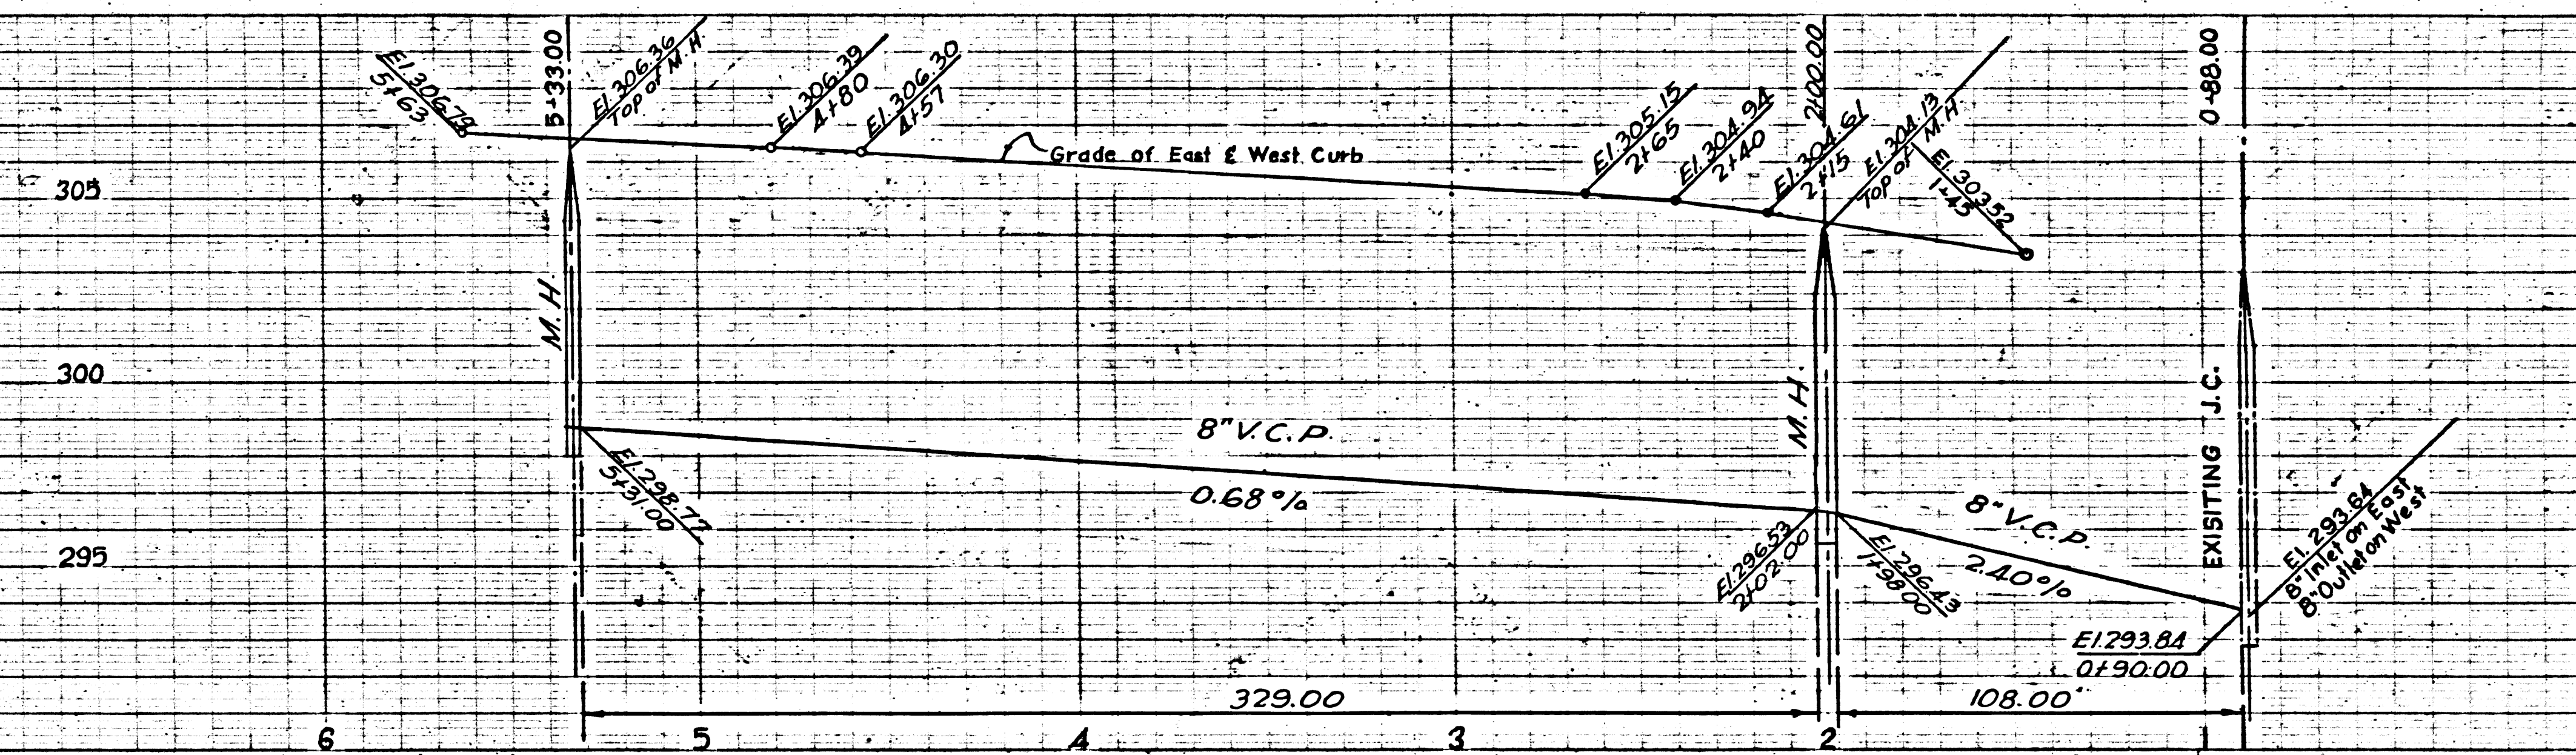 El. 306.79
5+63
5+33.00
El. 306.36
Top of M.H.
El. 306.39
4+80
El. 306.30
4+57
Grade of East & West Curb
El. 305.15
2+65
El. 304.94
2+40
El. 304.61
2+15
2+00.00
El. 304.13
Top of M.H.
El. 303.52
1+45
0+88.00
305
300
295
M.H.
M.H.
EXISITING J.C.
8" V.C.P.
0.68%
8" V.C.P.
2.40%
El. 298.77
5+31.00
El. 296.53
2+02.00
El. 296.43
1+98.00
El. 293.64
8" Inlet on East
8" Outlet on West
El. 293.84
0+90.00
329.00
108.00'
6
5
4
3
2
1